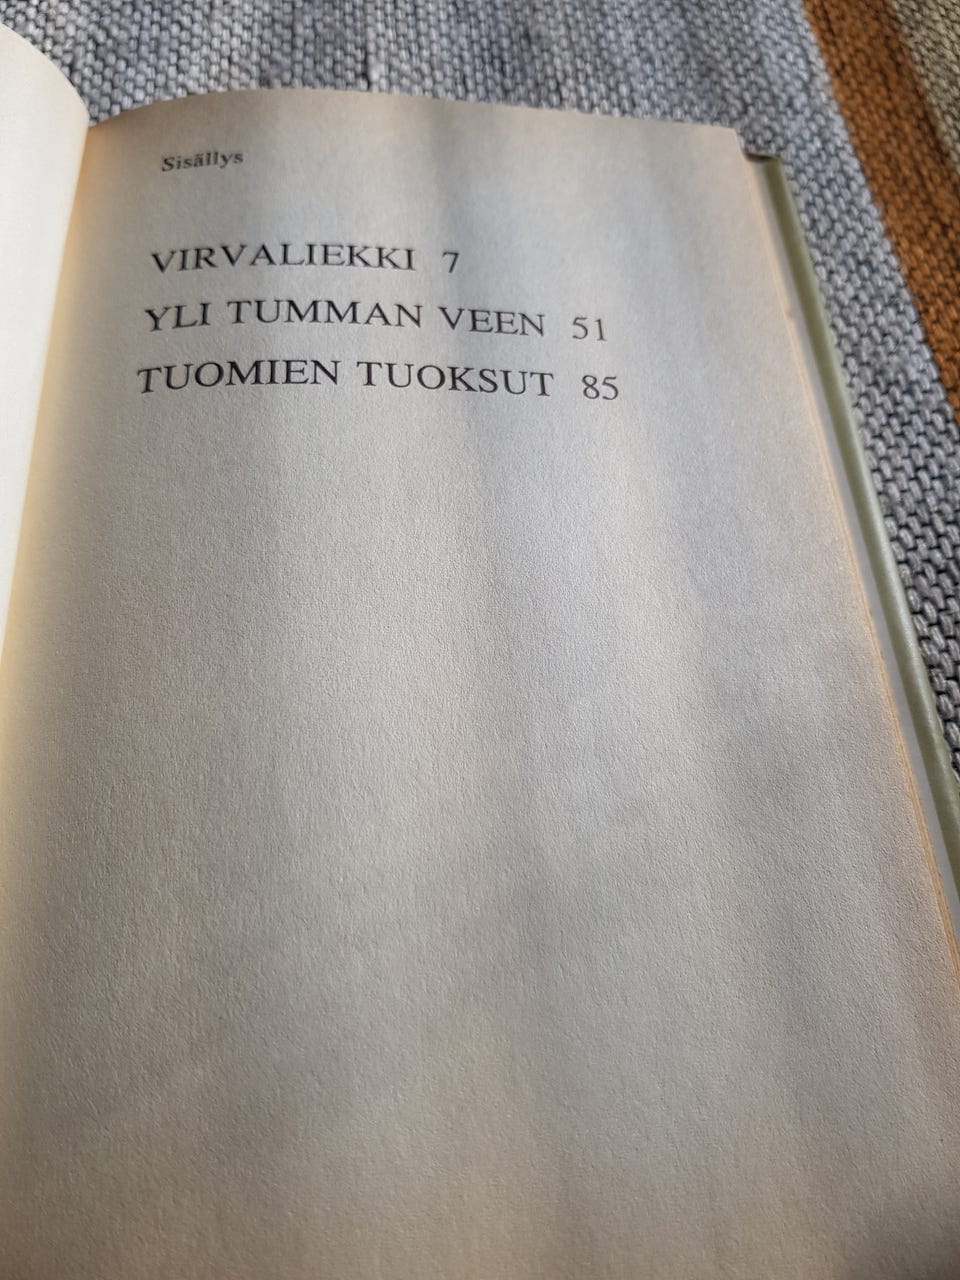 Sisällys
VIRVALIEKKI 7
YLI TUMMAN VEEN 51
TUOMIEN TUOKSUT 85